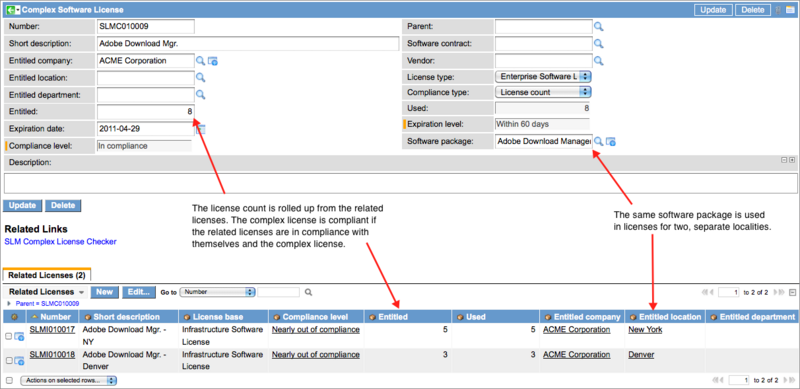 Complex Software License
Update
Delete
Number:
SLMC010009
Parent:
Short description:
Adobe Download Mgr.
Software contract:
Entitled company:
ACME Corporation
Vendor:
Entitled location:
License type:
Enterprise Software L
Entitled department:
Compliance type:
License count
Entitled:
8
Used:
8
Expiration date:
2011-04-29
Expiration level:
Within 60 days
Compliance level:
In compliance
Software package:
Adobe Download Manager
Description:
Update
Delete
The license count is rolled up from the related
licenses. The complex license is compliant if
the related licenses are in compliance with
themselves and the complex license.
The same software package is used
in licenses for two, separate localities.
Related Links
SLM Complex License Checker
Related Licenses (2)
Related Licenses
New
Edit...
Go to
Number
1
to 2 of 2
Parent = SLMC010009
Number
Short description
License base
Compliance level
Entitled
Used
Entitled company
Entitled location
Entitled department
SLMI010017
Adobe Download Mgr. -
NY
Infrastructure Software
License
Nearly out of compliance
5
5
ACME Corporation
New York
SLMI010018
Adobe Download Mgr. -
Denver
Infrastructure Software
License
Nearly out of compliance
3
3
ACME Corporation
Denver
Actions on selected rows...
1
to 2 of 2